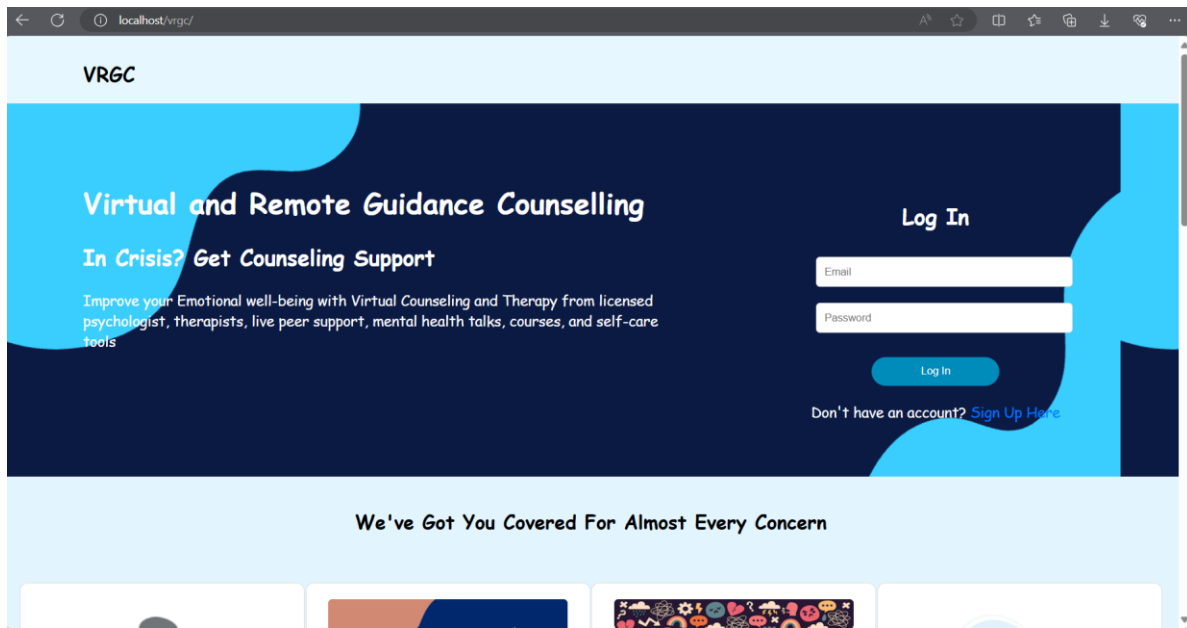 localhost/vrgc/
VRGC
Virtual and Remote Guidance Counselling
In Crisis? Get Counseling Support
Improve your Emotional well-being with Virtual Counseling and Therapy from licensed
psychologist, therapists, live peer support, mental health talks, courses, and self-care
tools
Log In
Email
Password
Log In
Don't have an account? Sign Up Here
We've Got You Covered For Almost Every Concern